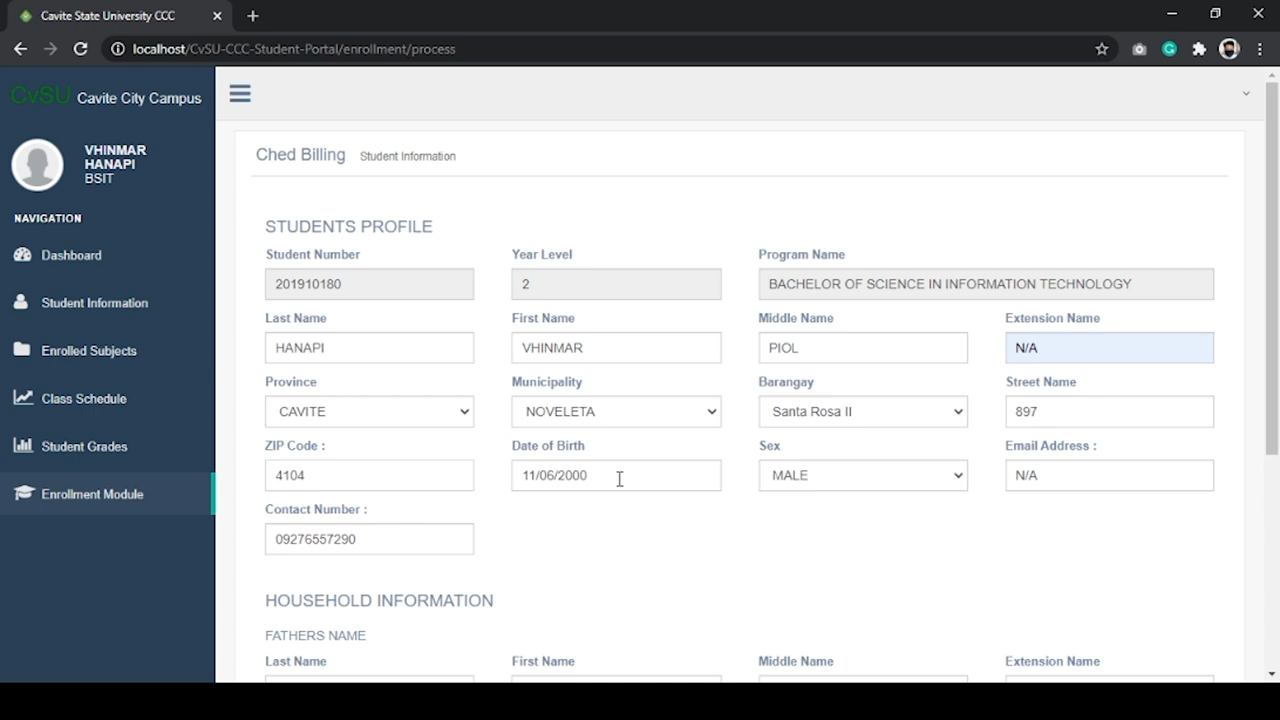 Cavite State University CCC
localhost/CvSU-CCC-Student-Portal/enrollment/process
CvSU Cavite City Campus
VHINMAR
HANAPI
BSIT
NAVIGATION
Dashboard
Student Information
Enrolled Subjects
Class Schedule
Student Grades
Enrollment Module
Ched Billing Student Information
STUDENTS PROFILE
Student Number Year Level Program Name
201910180 2 BACHELOR OF SCIENCE IN INFORMATION TECHNOLOGY
Last Name First Name Middle Name Extension Name
HANAPI VHINMAR PIOL N/A
Province Municipality Barangay Street Name
CAVITE NOVELETA Santa Rosa II 897
ZIP Code : Date of Birth Sex Email Address :
4104 11/06/2000 MALE N/A
Contact Number :
09276557290
HOUSEHOLD INFORMATION
FATHERS NAME
Last Name First Name Middle Name Extension Name